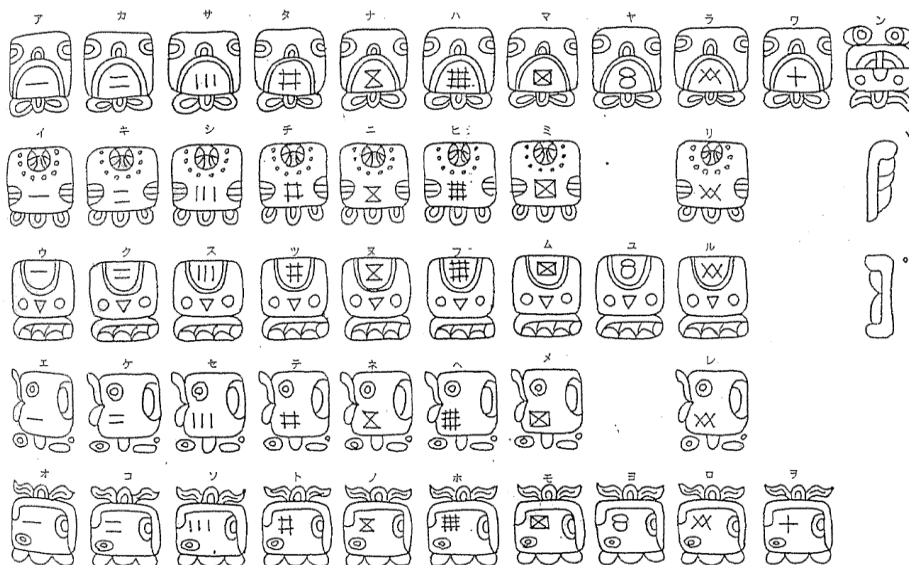 ア カ サ タ ナ ハ マ ヤ ラ ワ ン
イ キ シ チ ニ ヒ ミ リ
ウ ク ス ツ ヌ フ ム ユ ル
エ ケ セ テ ネ ヘ メ レ
オ コ ソ ト ノ ホ モ ヨ ロ ヲ